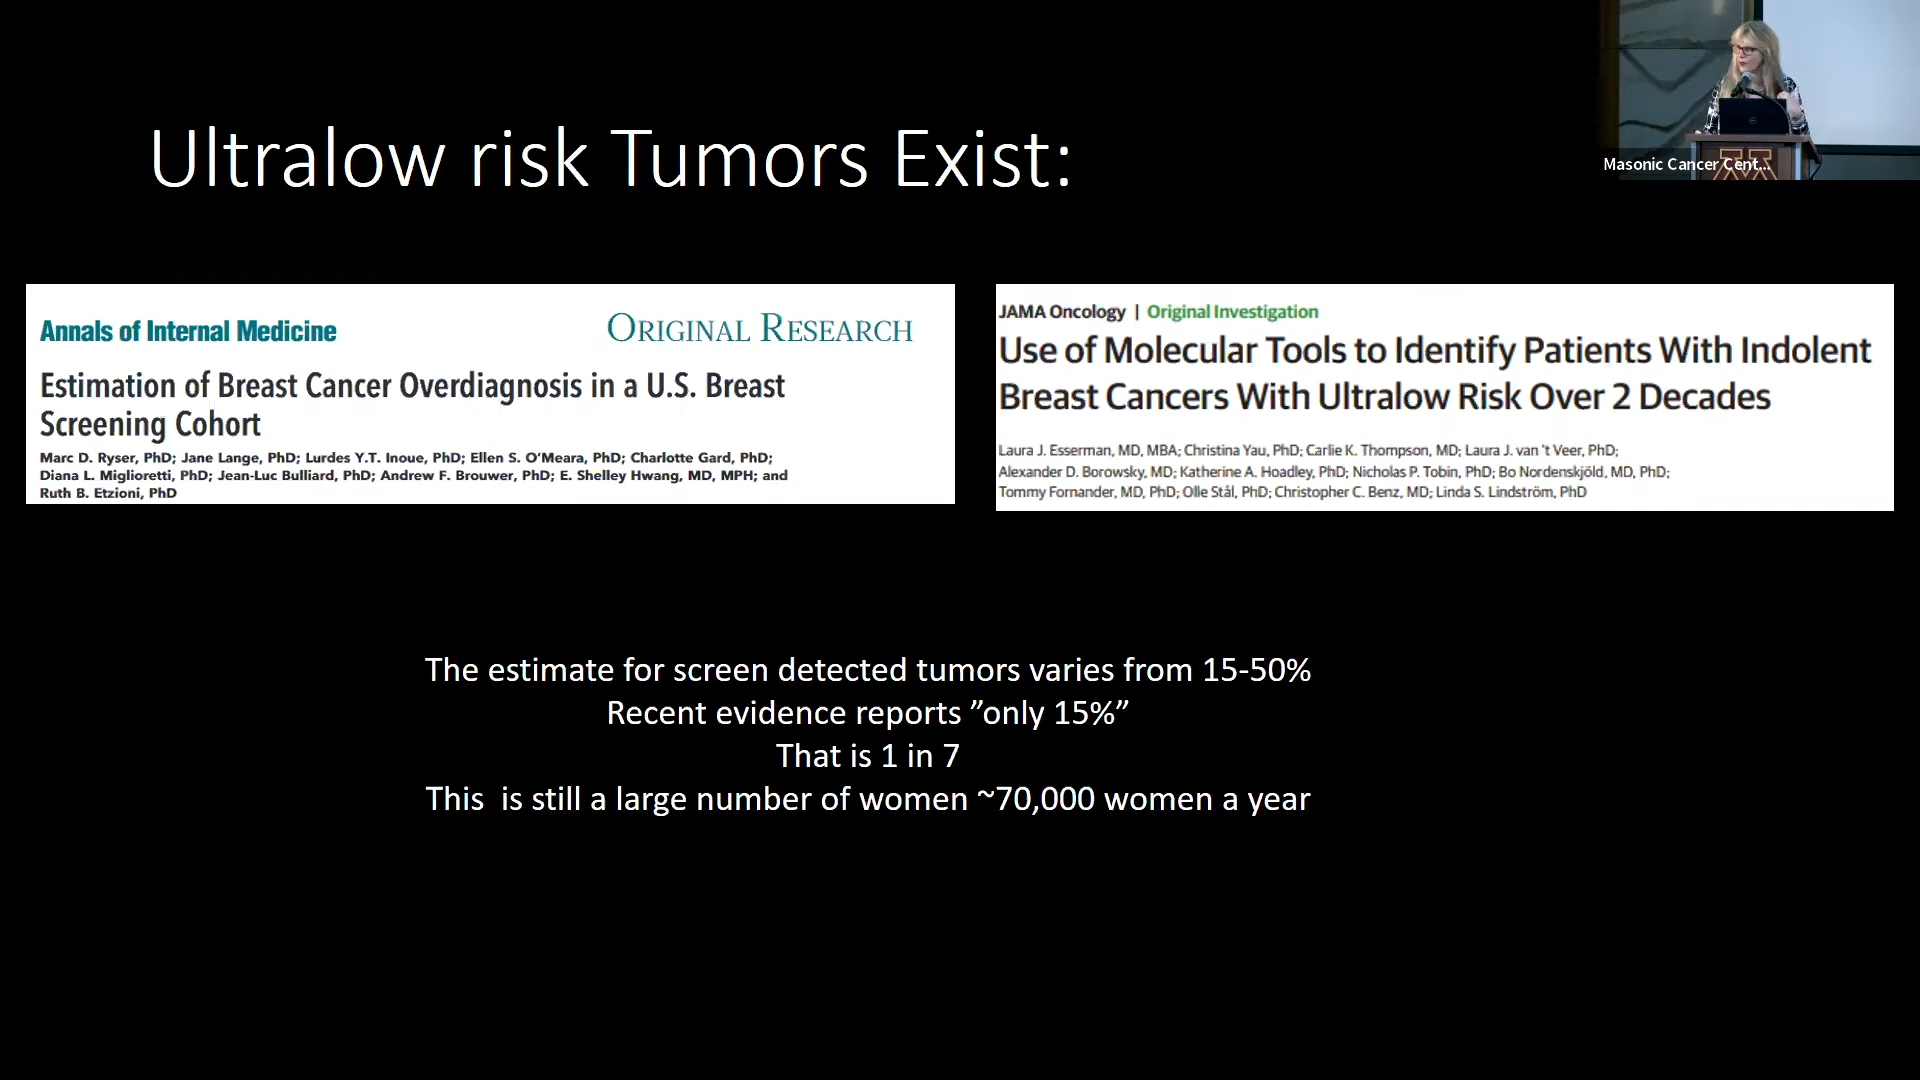 Ultralow risk Tumors Exist:
Masonic Cancer Cent...
Annals of Internal Medicine
ORIGINAL RESEARCH
Estimation of Breast Cancer Overdiagnosis in a U.S. Breast
Screening Cohort
Marc D. Ryser, PhD; Jane Lange, PhD; Lurdes Y.T. Inoue, PhD; Ellen S. O’Meara, PhD; Charlotte Gard, PhD;
Diana L. Miglioretti, PhD; Jean-Luc Bulliard, PhD; Andrew F. Brouwer, PhD; E. Shelley Hwang, MD, MPH; and
Ruth B. Etzioni, PhD
JAMA Oncology | Original Investigation
Use of Molecular Tools to Identify Patients With Indolent
Breast Cancers With Ultralow Risk Over 2 Decades
Laura J. Esserman, MD, MBA; Christina Yau, PhD; Carlie K. Thompson, MD; Laura J. van 't Veer, PhD;
Alexander D. Borowsky, MD; Katherine A. Hoadley, PhD; Nicholas P. Tobin, PhD; Bo Nordenskjöld, MD, PhD;
Tommy Fornander, MD, PhD; Olle Stål, PhD; Christopher C. Benz, MD; Linda S. Lindström, PhD
The estimate for screen detected tumors varies from 15-50%
Recent evidence reports ”only 15%”
That is 1 in 7
This  is still a large number of women ~70,000 women a year